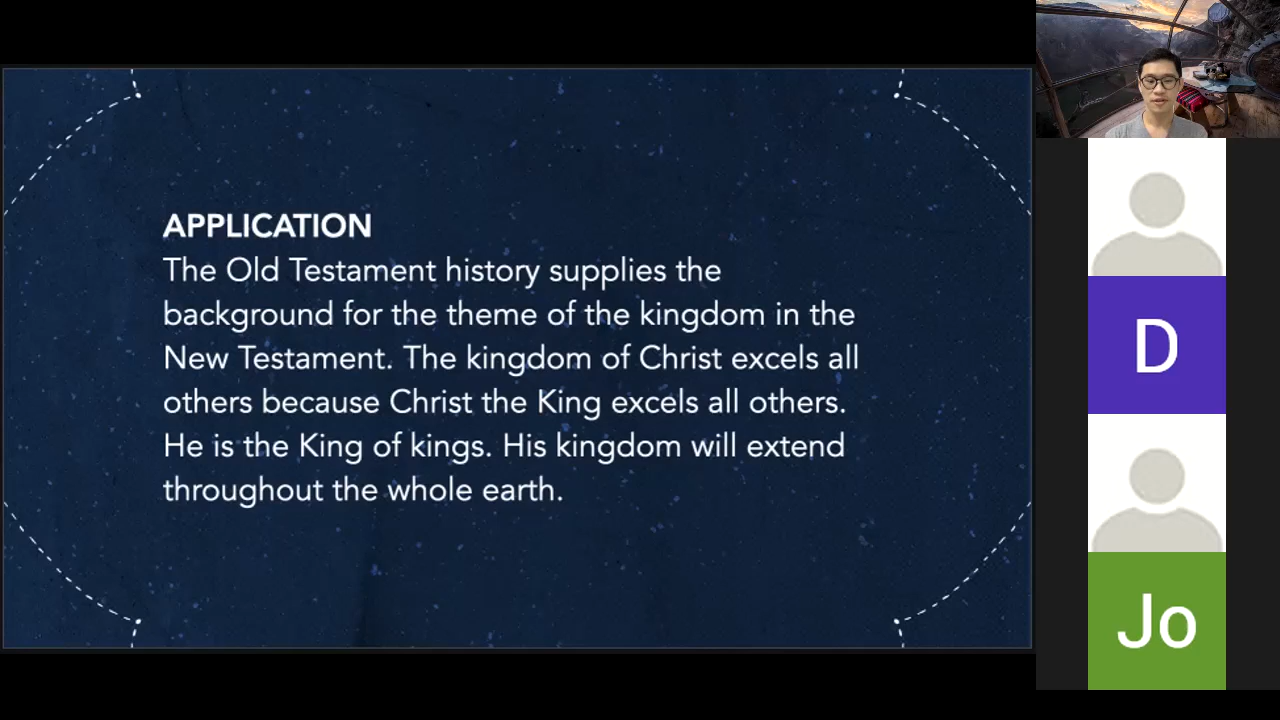 APPLICATION
The Old Testament history supplies the
background for the theme of the kingdom in the
New Testament. The kingdom of Christ excels all
others because Christ the King excels all others.
He is the King of kings. His kingdom will extend
throughout the whole earth.
D
Jo